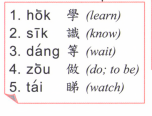 1. hŏk 學 (learn)
2. sīk 識 (know)
3. dáng 等 (wait)
4. zŏu 做 (do; to be)
5. tái 睇 (watch)